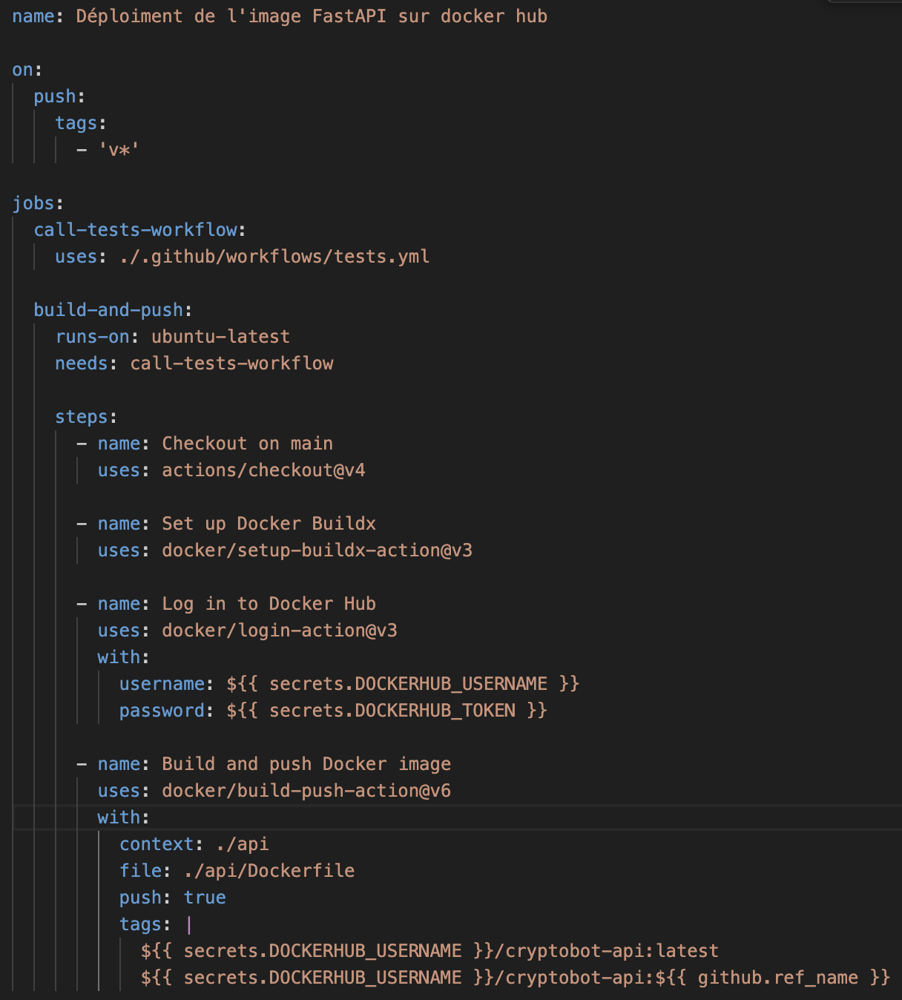 name: Déploiment de l'image FastAPI sur docker hub
on:
push:
tags:
- 'v*'
jobs:
call-tests-workflow:
uses: ./.github/workflows/tests.yml
build-and-push:
runs-on: ubuntu-latest
needs: call-tests-workflow
steps:
- name: Checkout on main
uses: actions/checkout@v4
- name: Set up Docker Buildx
uses: docker/setup-buildx-action@v3
- name: Log in to Docker Hub
uses: docker/login-action@v3
with:
username: ${{ secrets.DOCKERHUB_USERNAME }}
password: ${{ secrets.DOCKERHUB_TOKEN }}
- name: Build and push Docker image
uses: docker/build-push-action@v6
with:
context: ./api
file: ./api/Dockerfile
push: true
tags: |
${{ secrets.DOCKERHUB_USERNAME }}/cryptobot-api:latest
${{ secrets.DOCKERHUB_USERNAME }}/cryptobot-api:${{ github.ref_name }}